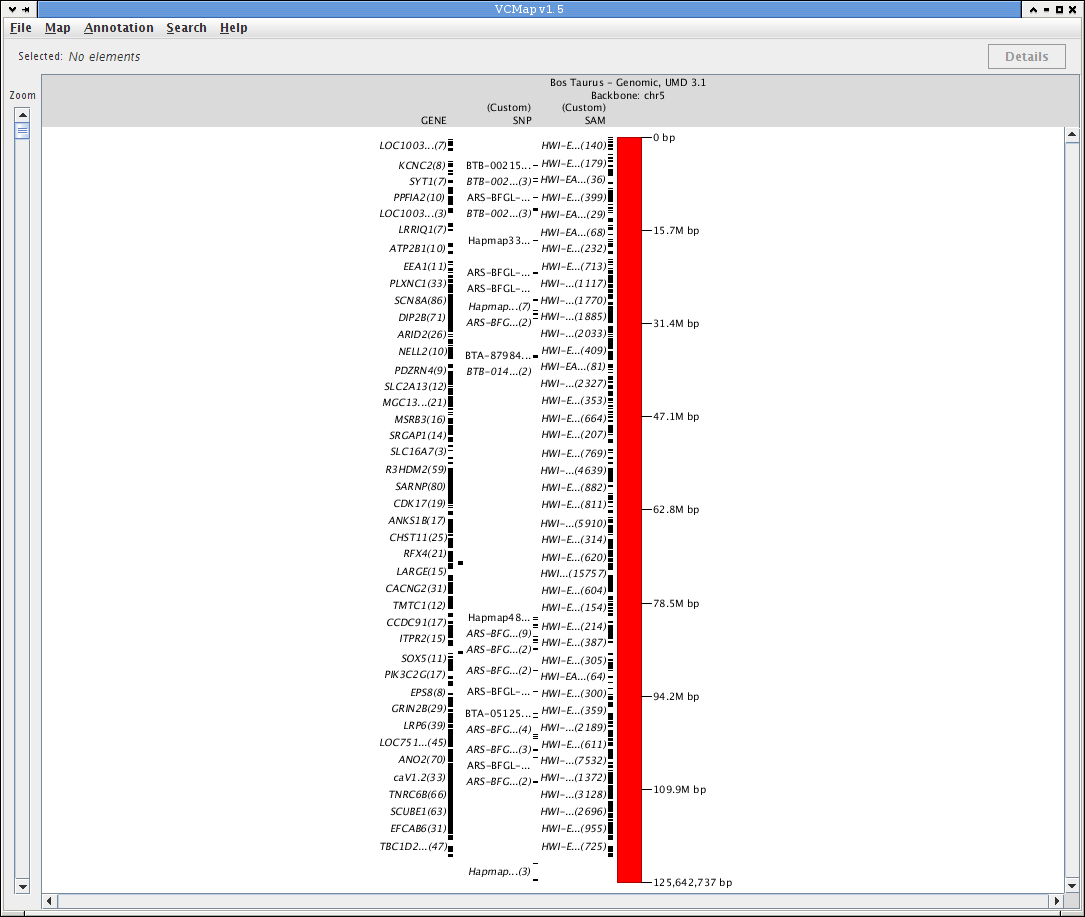 VCMap v1.5
File Map Annotation Search Help
Selected: No elements
Details
Zoom
Bos Taurus - Genomic, UMD 3.1
Backbone: chr5
(Custom) (Custom)
GENE SNP SAM
0 bp
LOC1003...(7) HWI-E...(140)
KCNC2(8) BTB-00215... HWI-E...(179)
SYT1(7) BTB-002...(3) HWI-EA...(36)
PPFIA2(10) ARS-BFGL-... HWI-E...(399)
LOC1003...(3) BTB-002...(3) HWI-EA...(29)
LRRIQ1(7) HWI-EA...(68) 15.7M bp
Hapmap33...
ATP2B1(10) HWI-E...(232)
EEA1(11) ARS-BFGL-... HWI-E...(713)
PLXNC1(33) ARS-BFGL-... HWI-E...(1117)
SCN8A(86) Hapmap...(7) HWI-E...(1770)
DIP2B(71) ARS-BFG...(2) HWI-E...(1885) 31.4M bp
ARID2(26) HWI-E...(2033)
NELL2(10) BTA-87984... HWI-E...(409)
PDZRN4(9) BTB-014...(2) HWI-EA...(81)
SLC2A13(12) HWI-...(2327)
MGC13...(21) HWI-E...(353)
MSRB3(16) HWI-E...(664) 47.1M bp
SRGAP1(14) HWI-E...(207)
SLC16A7(3) HWI-E...(769)
R3HDM2(59) HWI-...(4639)
SARNP(80) HWI-E...(882)
CDK17(19) HWI-E...(811) 62.8M bp
ANKS1B(17) HWI-...(5910)
CHST11(25) HWI-E...(314)
RFX4(21) HWI-E...(620)
LARGE(15) HWI...(15757)
CACNG2(31) HWI-E...(604)
TMTC1(12) HWI-E...(154) 78.5M bp
CCDC91(17) Hapmap48... HWI-E...(214)
ITPR2(15) ARS-BFG...(9) HWI-E...(387)
SOX5(11) ARS-BFG...(2) HWI-E...(305)
PIK3C2G(17) ARS-BFG...(2) HWI-EA...(64)
EPS8(8) ARS-BFGL-... HWI-E...(300) 94.2M bp
GRIN2B(29) BTA-05125... HWI-E...(359)
LRP6(39) ARS-BFG...(4) HWI-...(2189)
LOC751...(45) ARS-BFG...(3) HWI-E...(611)
ANO2(70) ARS-BFGL-... HWI-...(7532)
caV1.2(33) ARS-BFG...(2) HWI-...(1372)
TNRC6B(66) HWI-...(3128) 109.9M bp
SCUBE1(63) HWI-...(2696)
EFCAB6(31) HWI-E...(955)
TBC1D2...(47) HWI-E...(725)
Hapmap...(3)
125,642,737 bp